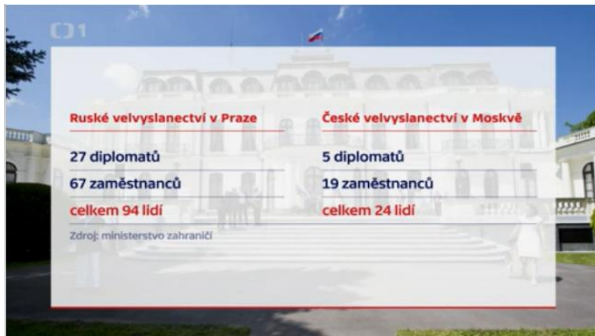 1
Ruské velvyslanectví v Praze
27 diplomatů
67 zaměstnanců
celkem 94 lidí
Zdroj: ministerstvo zahraničí
České velvyslanectví v Moskvě
5 diplomatů
19 zaměstnanců
celkem 24 lidí